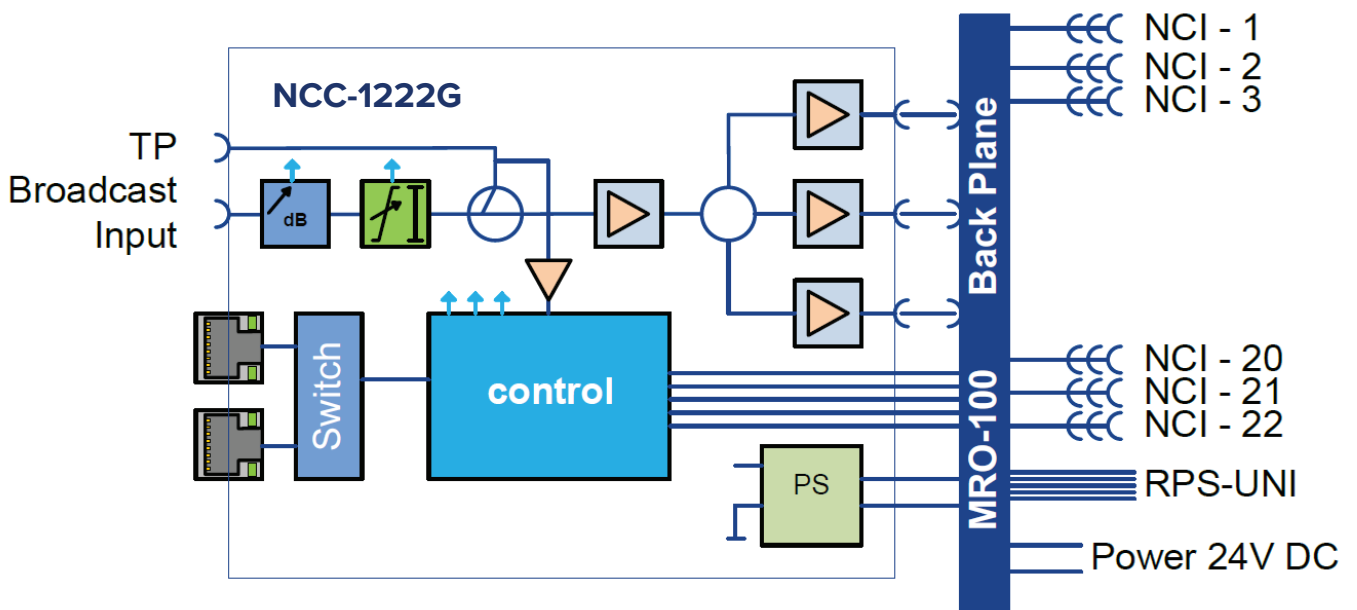 NCC-1222G
TP
Broadcast
Input
dB
Switch
control
PS
MRO-100 Back Plane
NCI - 1
NCI - 2
NCI - 3
NCI - 20
NCI - 21
NCI - 22
RPS-UNI
Power 24V DC